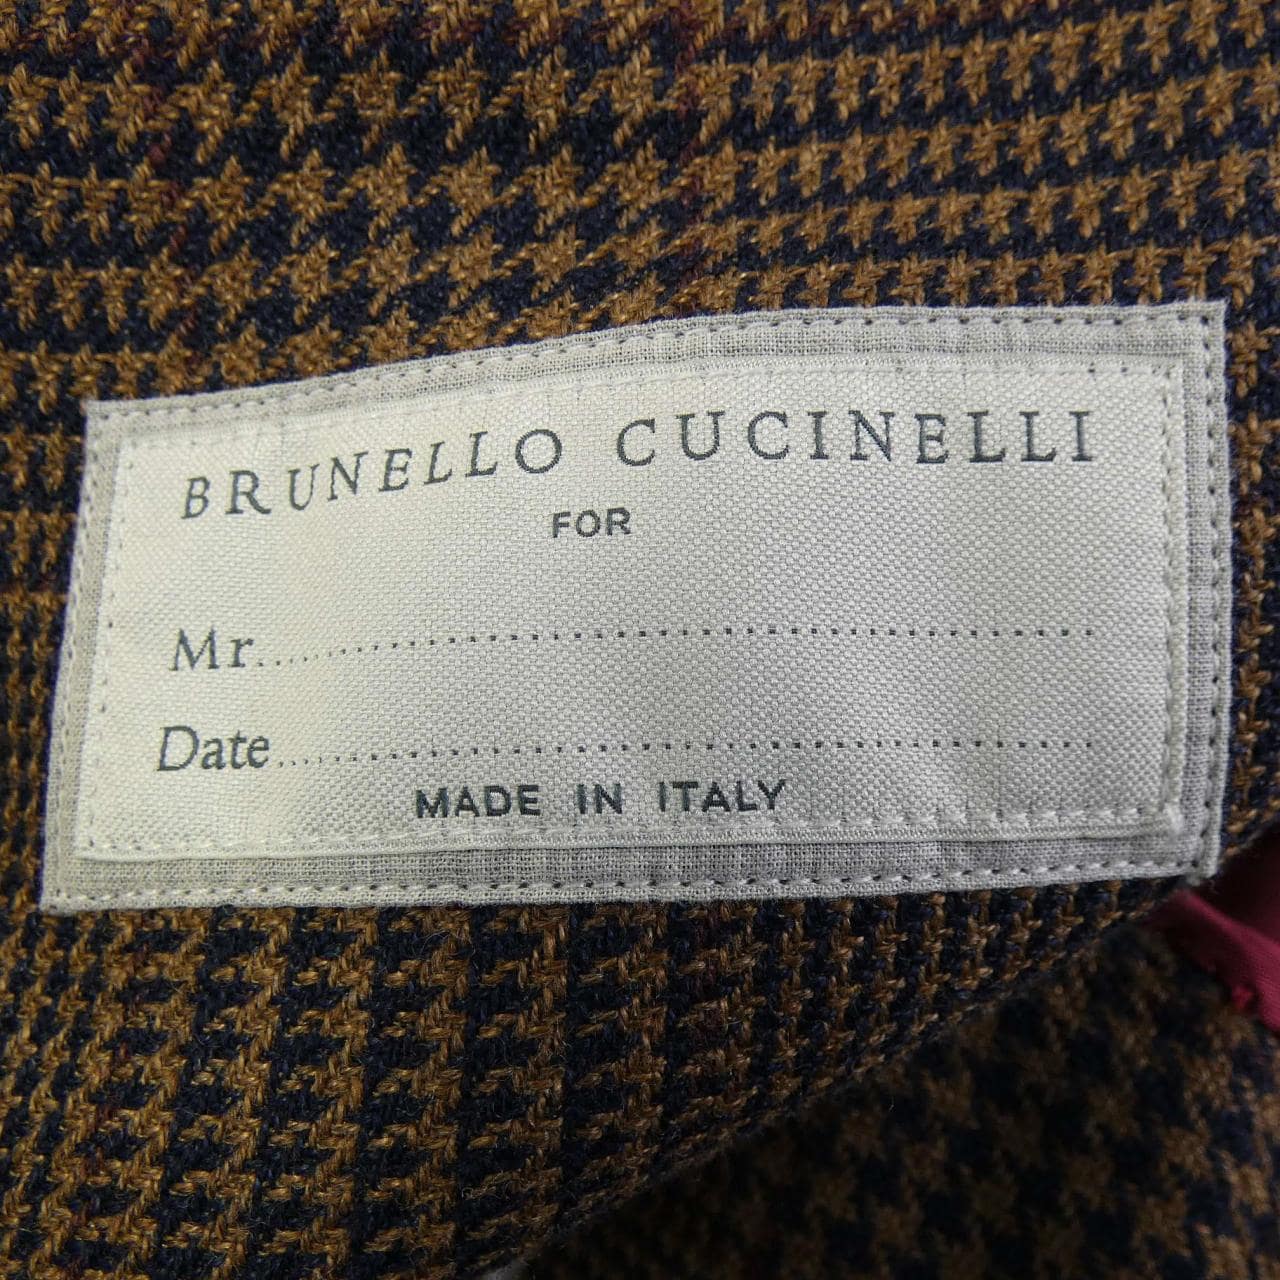 BRUNELLO CUCINELLI
FOR
Mr.
Date
MADE IN ITALY